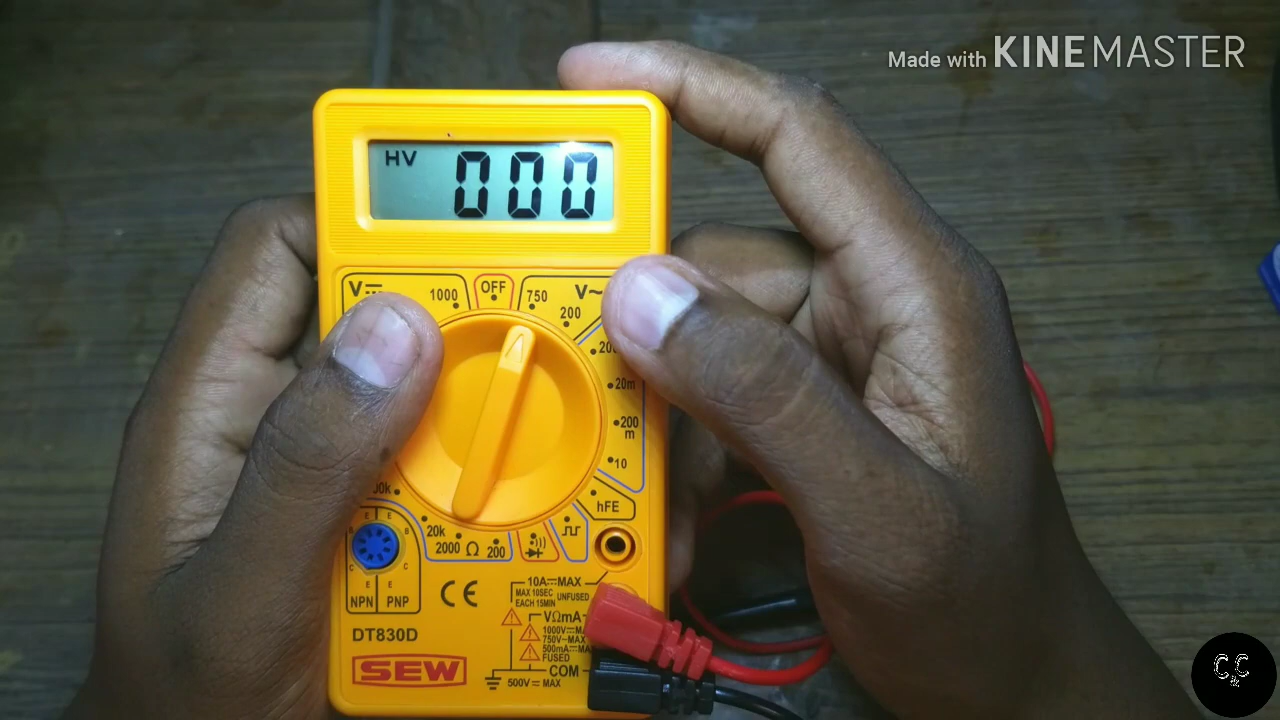 Made with KINEMASTER
HV 000
V⎓ 1000 OFF 750 V~
200
20m
200
m
10
hFE
20k
2000 Ω 200
E E
E B
C C
E E
NPN PNP
CE
10A⎓MAX
MAX 10SEC
EACH 15MIN
UNFUSED
VΩmA
1000V⎓
750V~MAX
500mA⎓MAX
FUSED
COM
500V⎓ MAX
DT830D
SEW